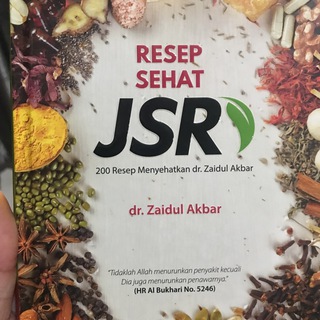 RESEP
SEHAT
JSR
200 Resep Menyehatkan dr. Zaidul Akbar
dr. Zaidul Akbar
"Tidaklah Allah menurunkan penyakit kecuali
Dia juga menurunkan penawarnya."
(HR Al Bukhari No. 5246)